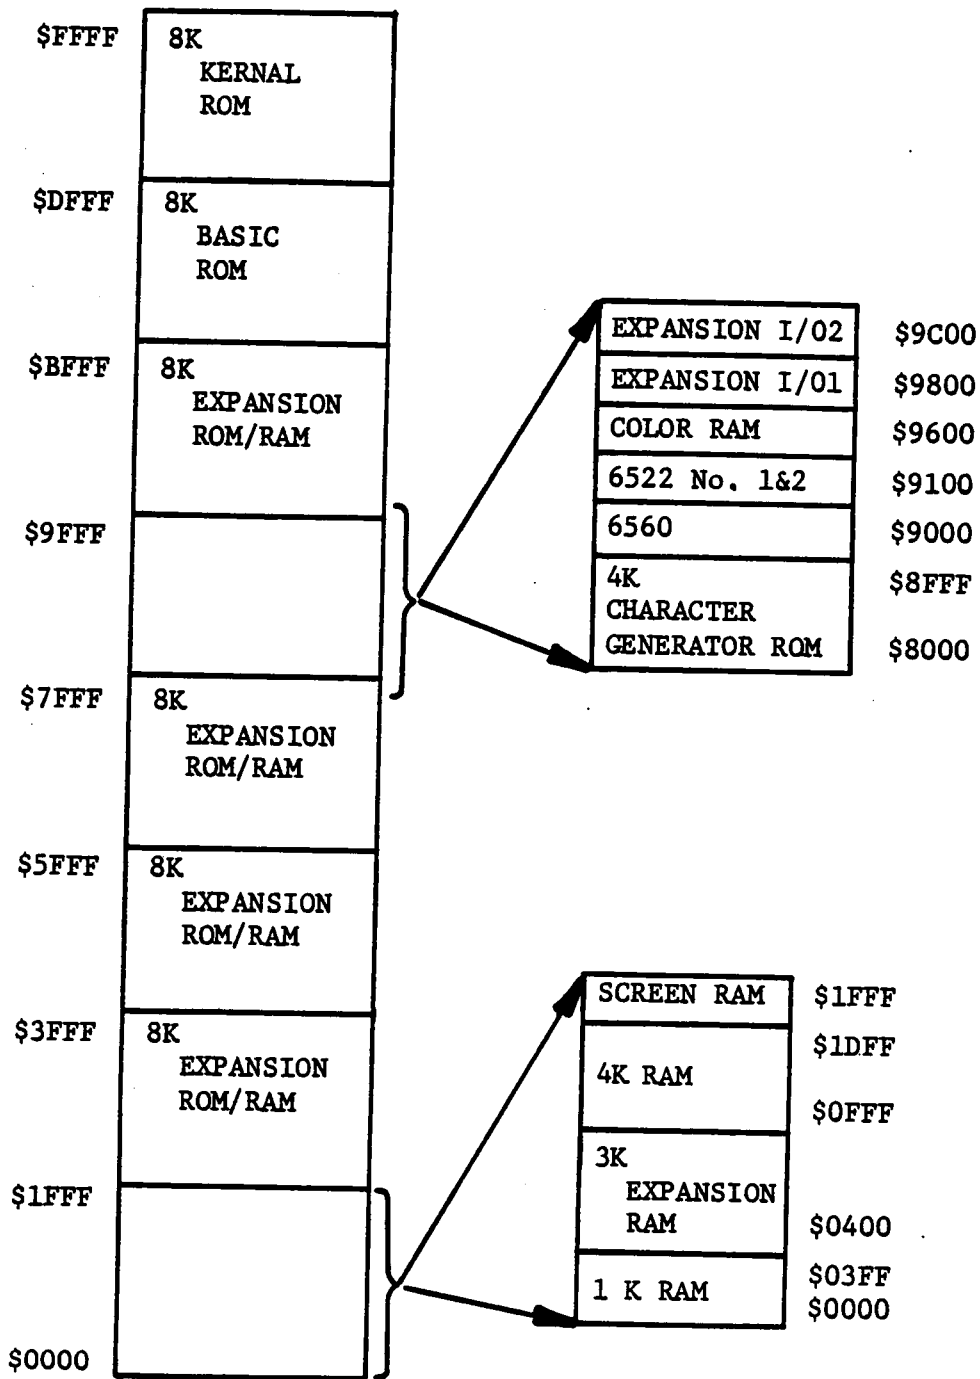 $FFFF
8K
KERNAL
ROM
$DFFF
8K
BASIC
ROM
$BFFF
8K
EXPANSION
ROM/RAM
$9FFF
$7FFF
8K
EXPANSION
ROM/RAM
$5FFF
8K
EXPANSION
ROM/RAM
$3FFF
8K
EXPANSION
ROM/RAM
$1FFF
$0000
EXPANSION I/O2 $9C00
EXPANSION I/O1 $9800
COLOR RAM $9600
6522 No. 1&2 $9100
6560 $9000
4K $8FFF
CHARACTER
GENERATOR ROM $8000
SCREEN RAM $1FFF
$1DFF
4K RAM
$0FFF
3K
EXPANSION
RAM $0400
$03FF
1 K RAM
$0000